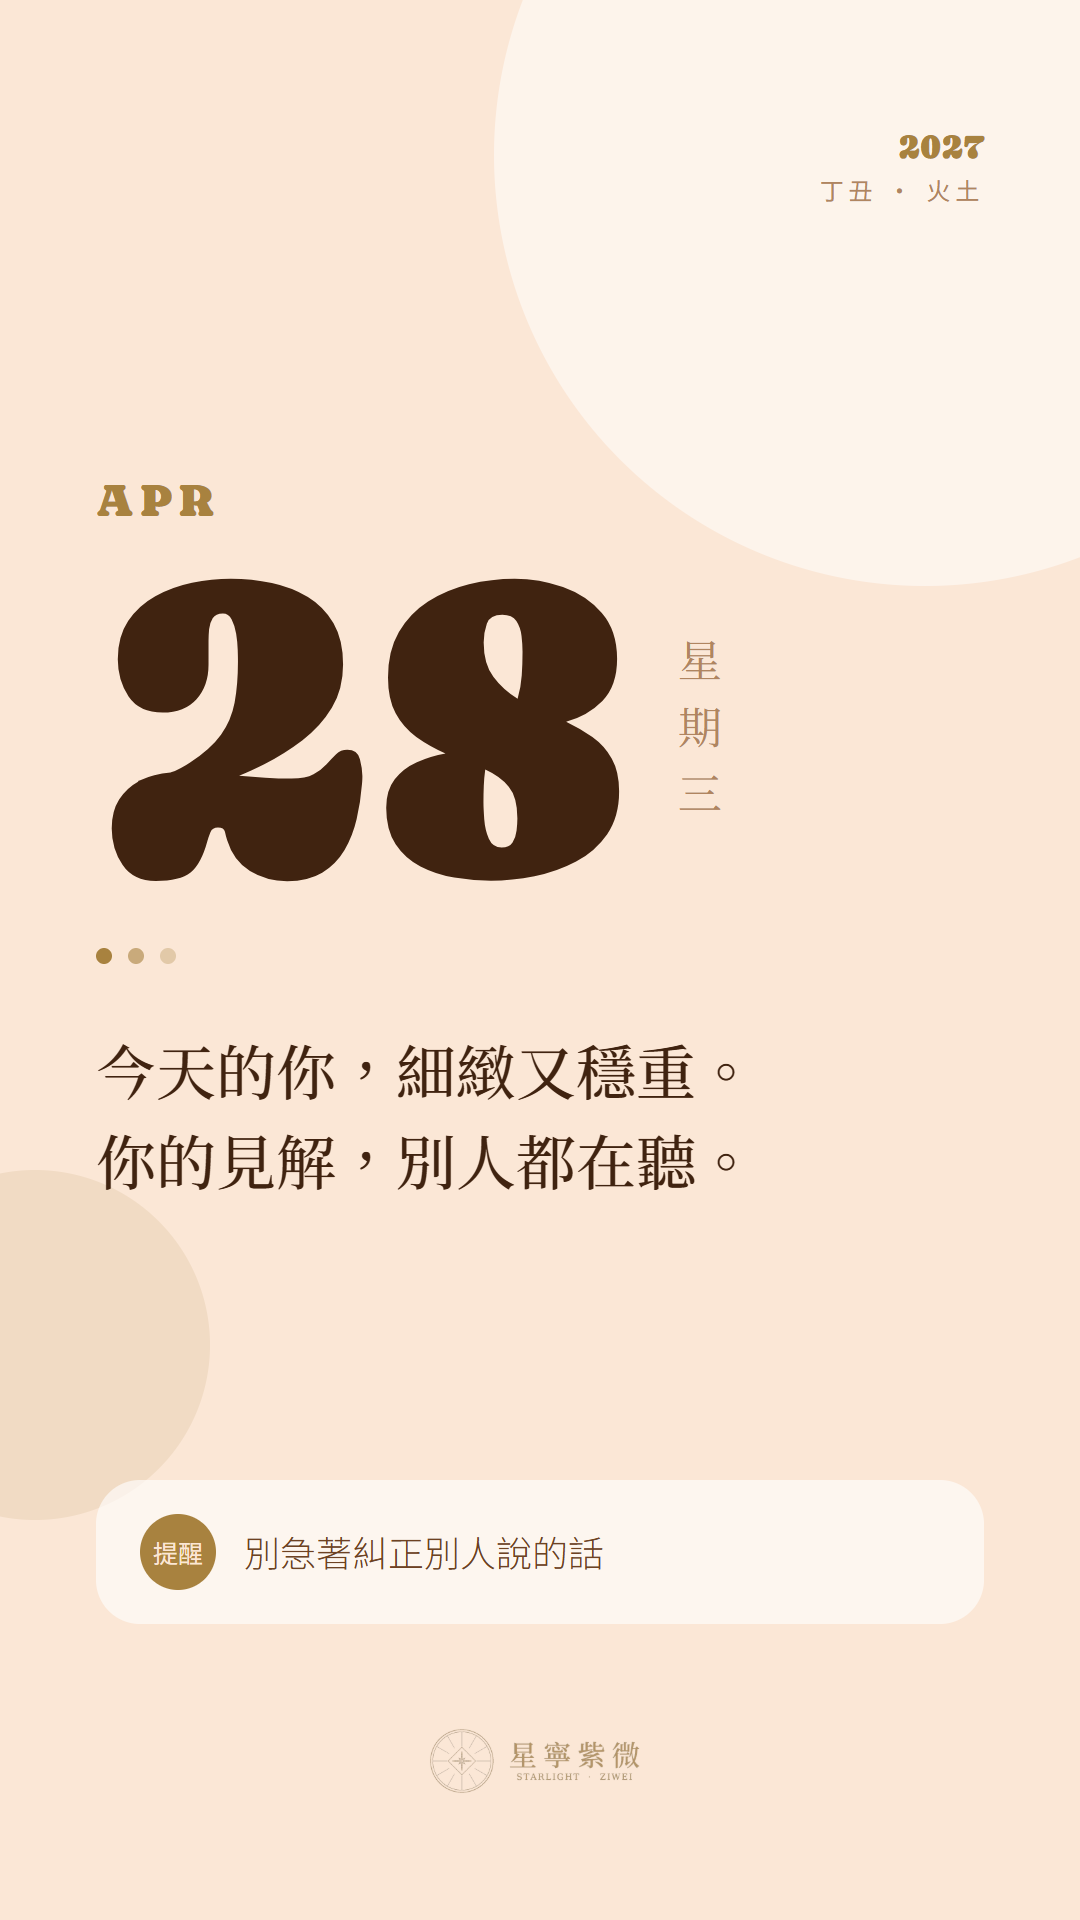 2027
丁丑 · 火土
APR
28
星期三
今天的你，細緻又穩重。
你的見解，別人都在聽。
提醒 別急著糾正別人說的話
星寧紫微
STARLIGHT · ZIWEI